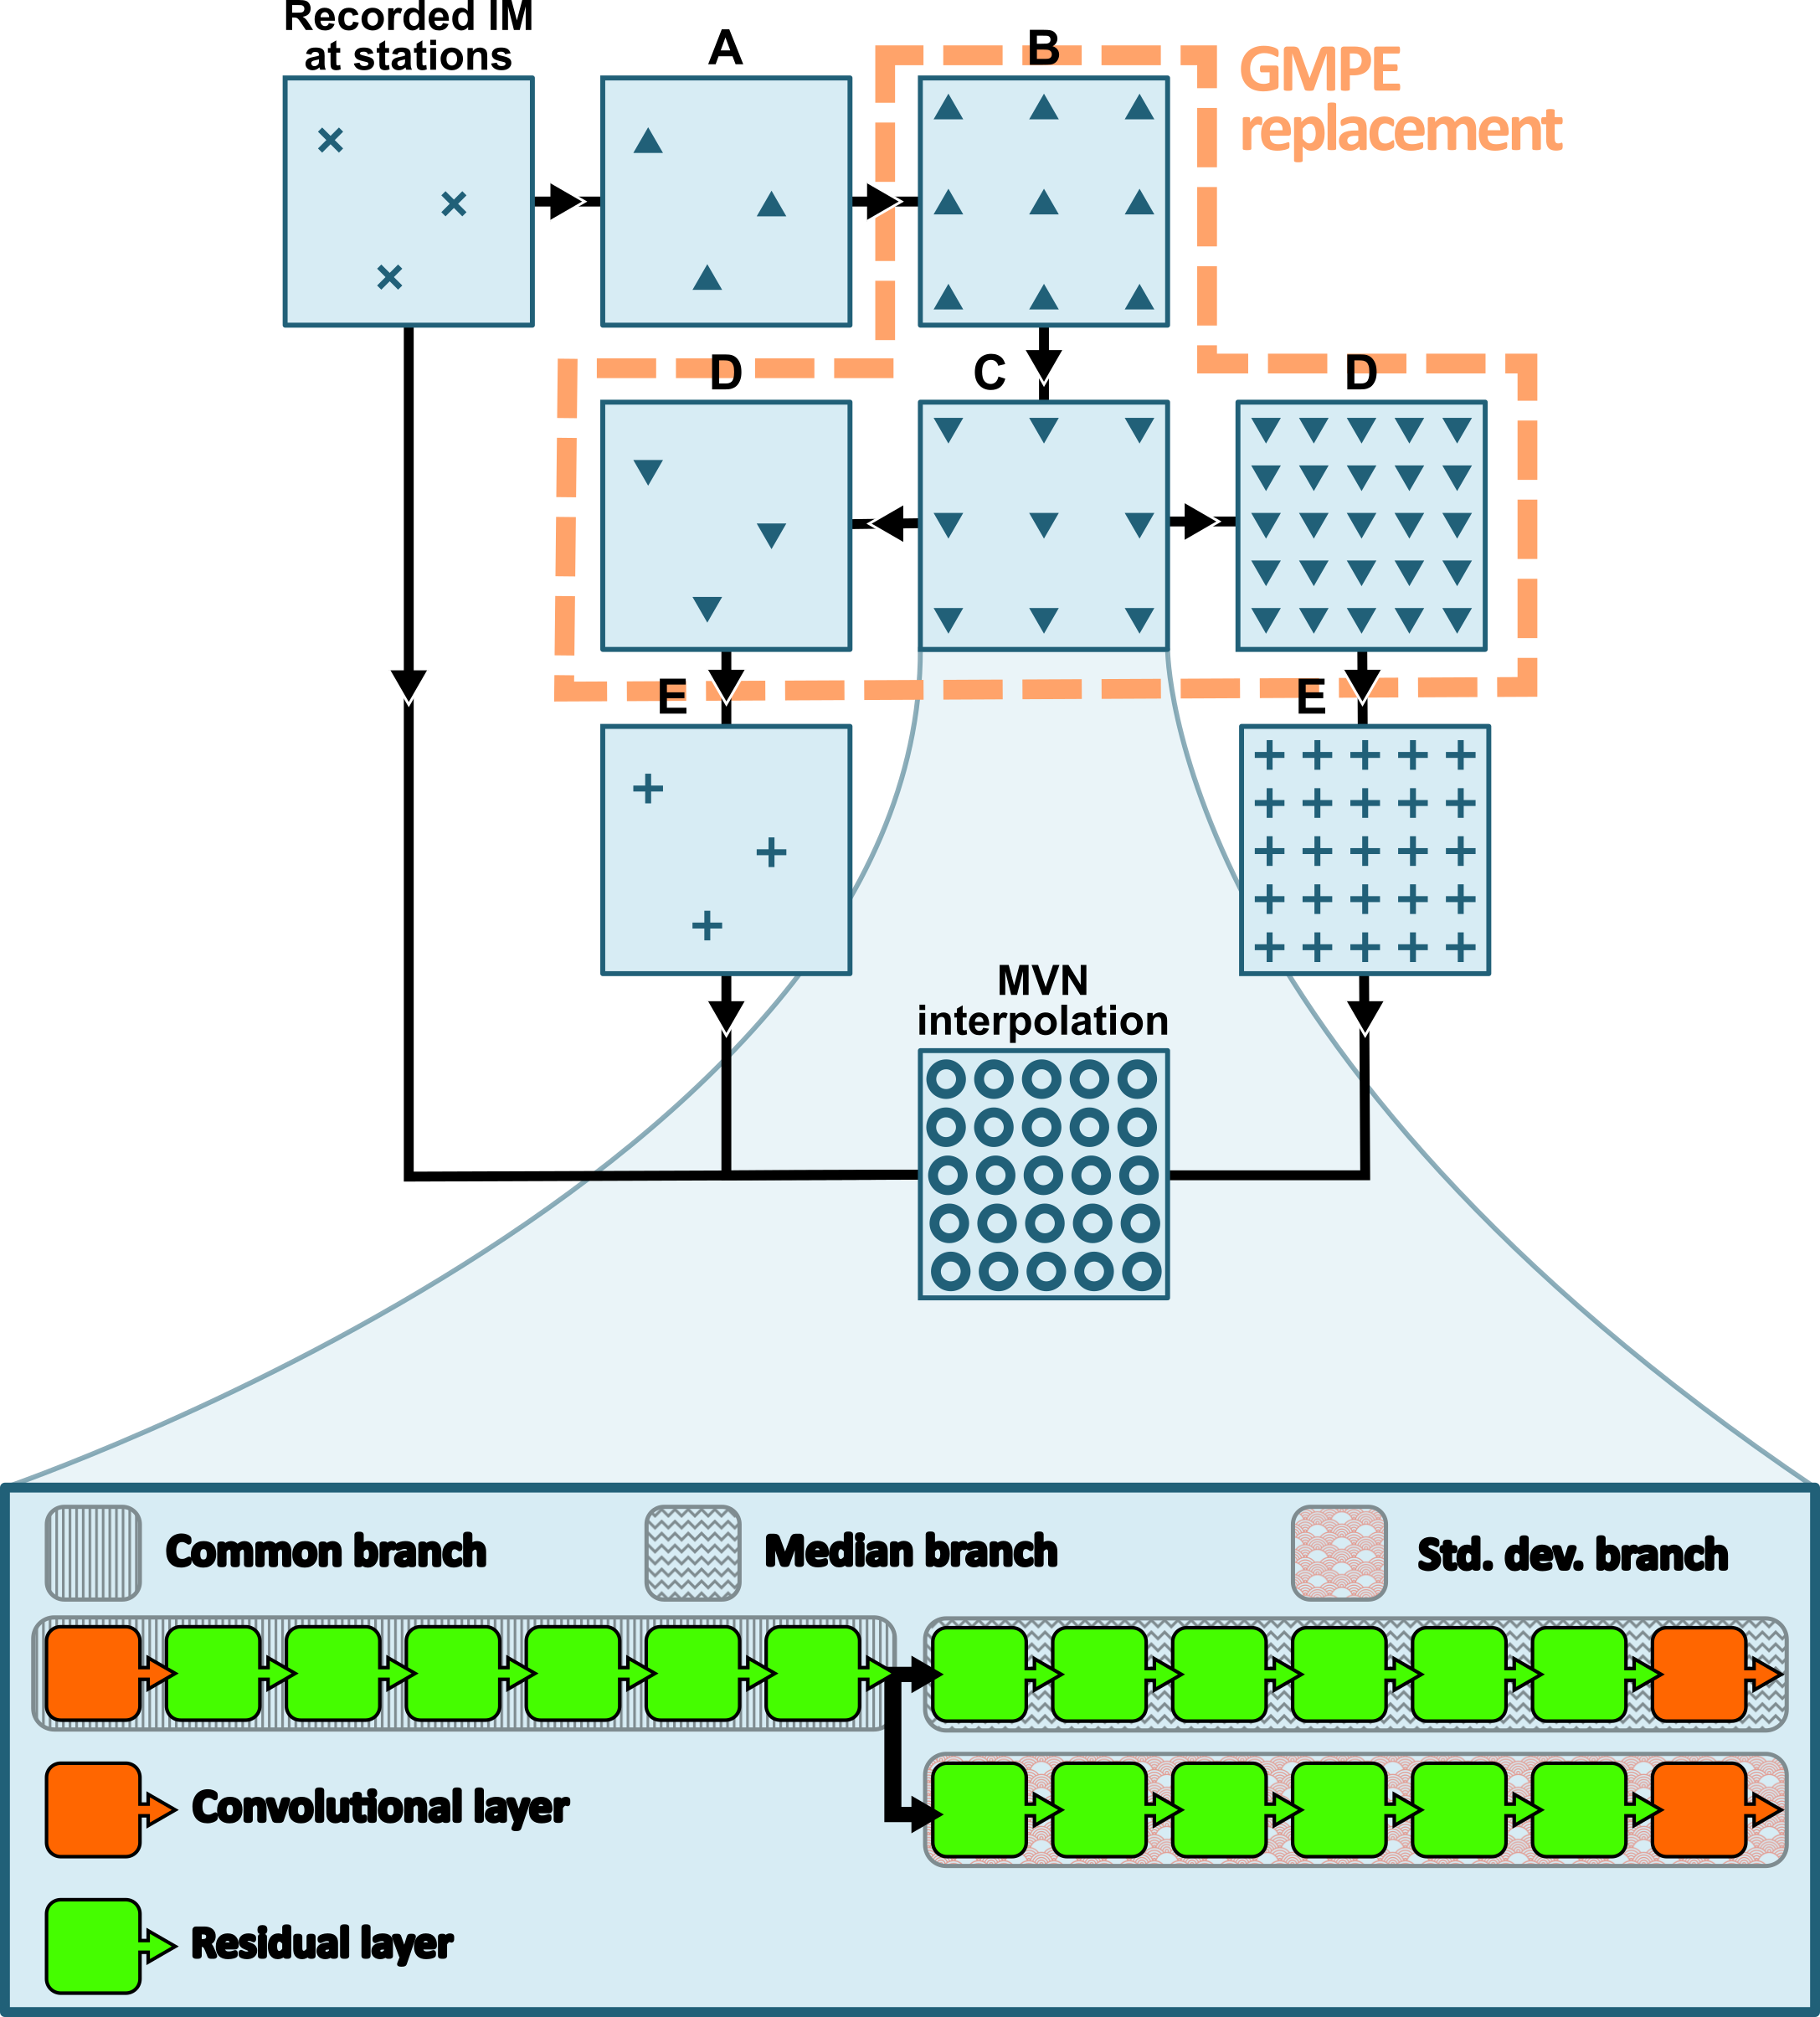 Recorded IM
at stations
A
B
GMPE
replacement
D
C
D
E
E
MVN
interpolation
Common branch
Median branch
Std. dev. branch
Convolutional layer
Residual layer